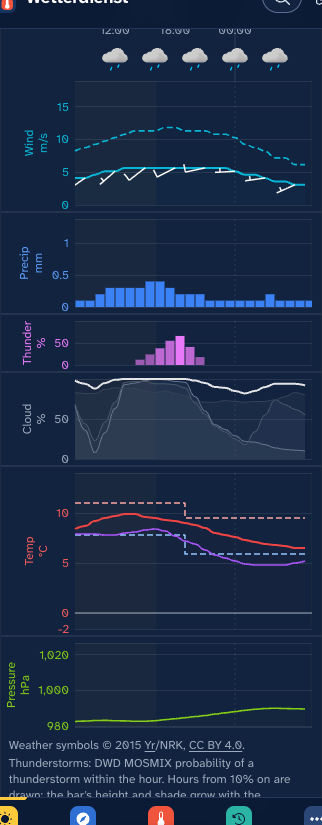 Wetterdienst
12:00 18:00 00:00
Wind
m/s
15
10
5
0
Precip
mm
1
0.5
0
Thunder
%
50
0
Cloud
%
50
0
Temp
°C
10
5
0
-2
Pressure
hPa
1,020
1,000
980
Weather symbols © 2015 Yr/NRK, CC BY 4.0.
Thunderstorms: DWD MOSMIX probability of a
thunderstorm within the hour. Hours from 10% on are
drawn; the bar's height and shade grow with the